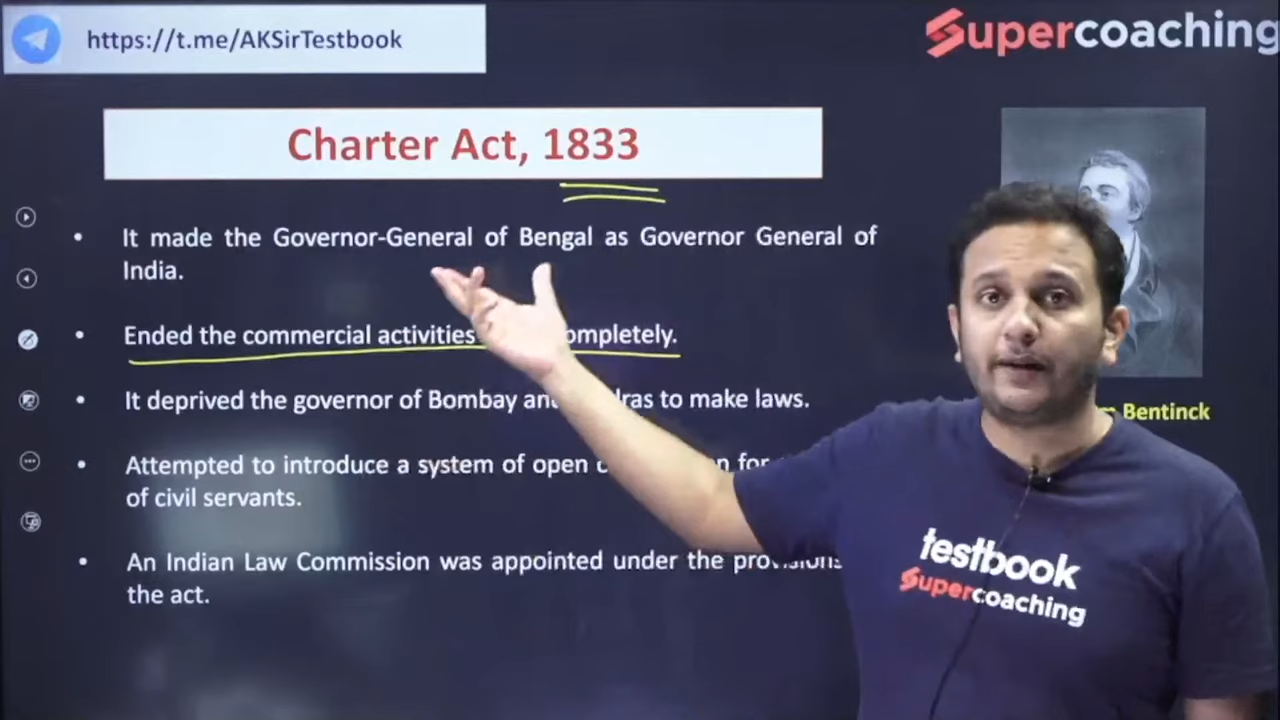 https://t.me/AKSirTestbook
Supercoaching
Charter Act, 1833
• It made the Governor-General of Bengal as Governor General of
India.
• Ended the commercial activities ompletely.
• It deprived the governor of Bombay and dras to make laws.
• Attempted to introduce a system of open for
of civil servants.
• An Indian Law Commission was appointed under the provisions
the act.
Bentinck
testbook
Supercoaching